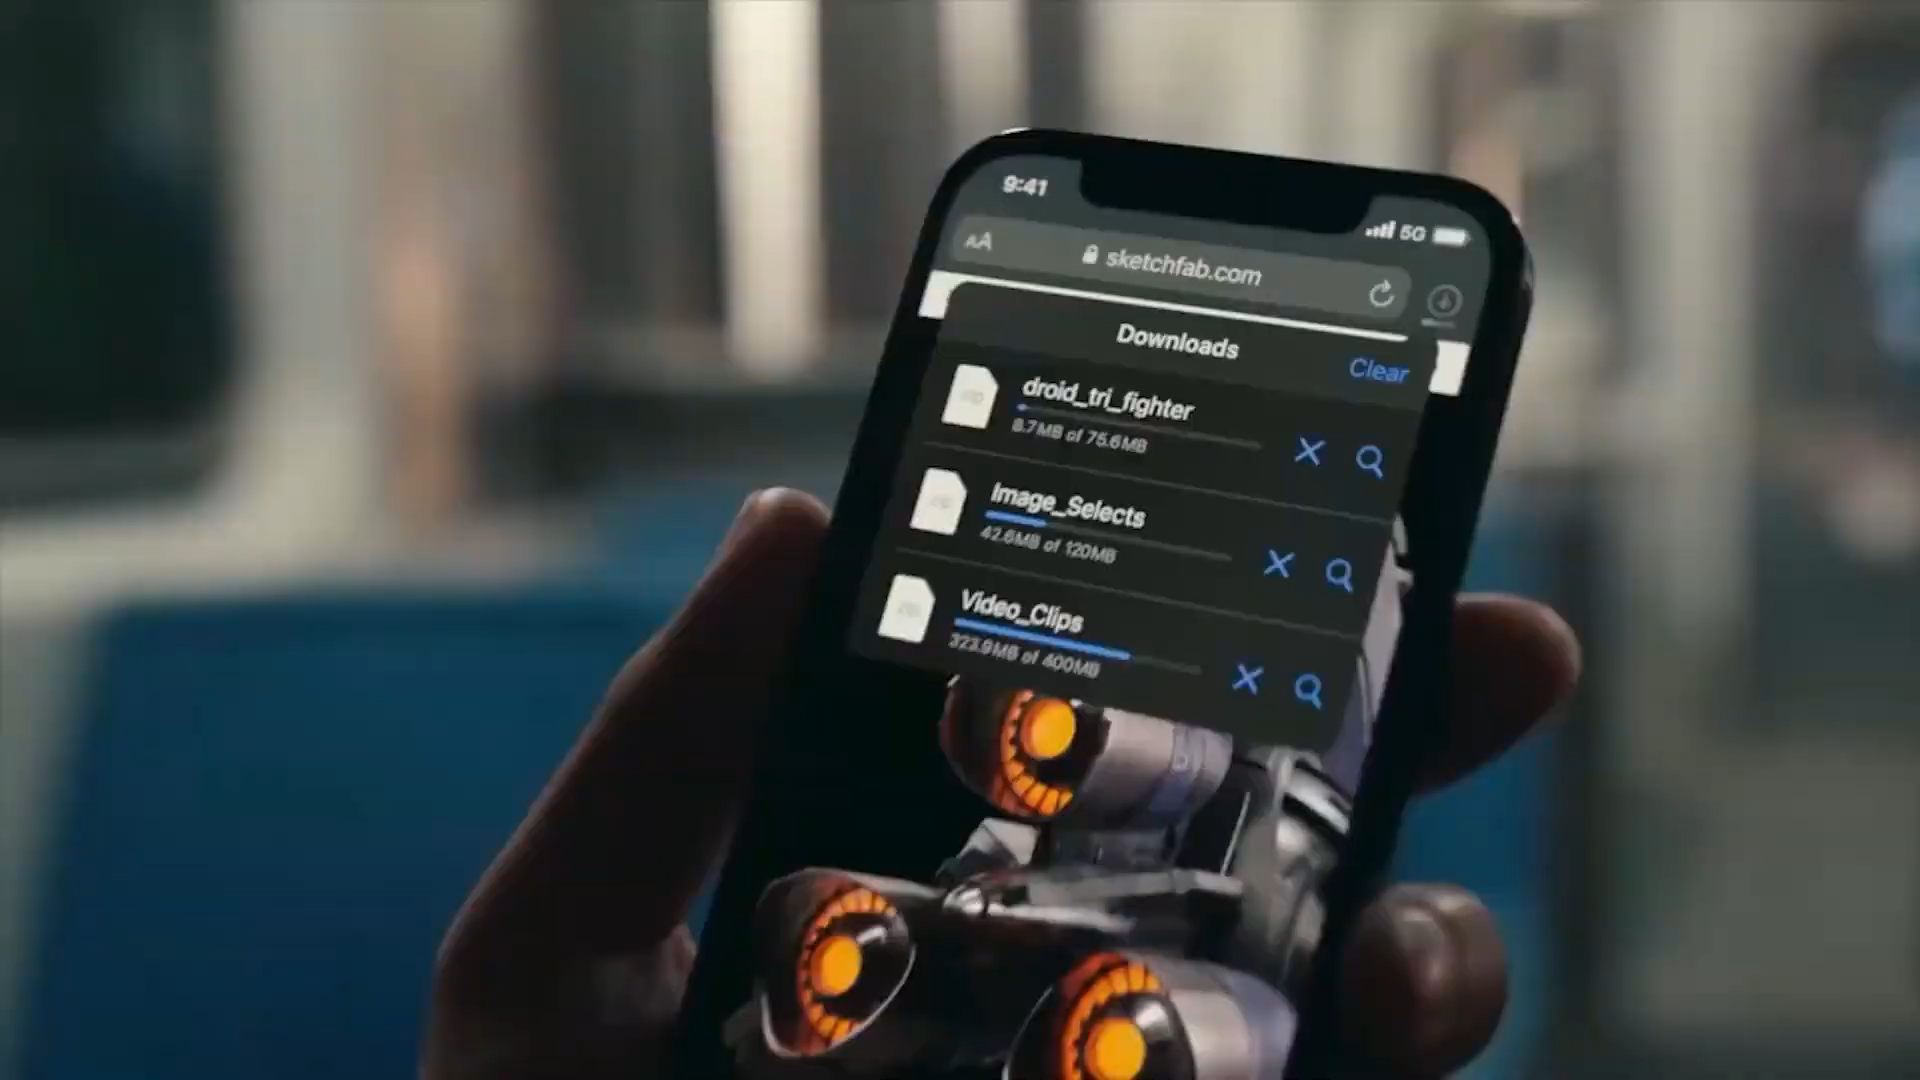 9:41
5G
AA
sketchfab.com
Downloads
Clear
droid_tri_fighter
8.7MB of 75.6MB
Image_Selects
42.6MB of 120MB
Video_Clips
323.9MB of 400MB